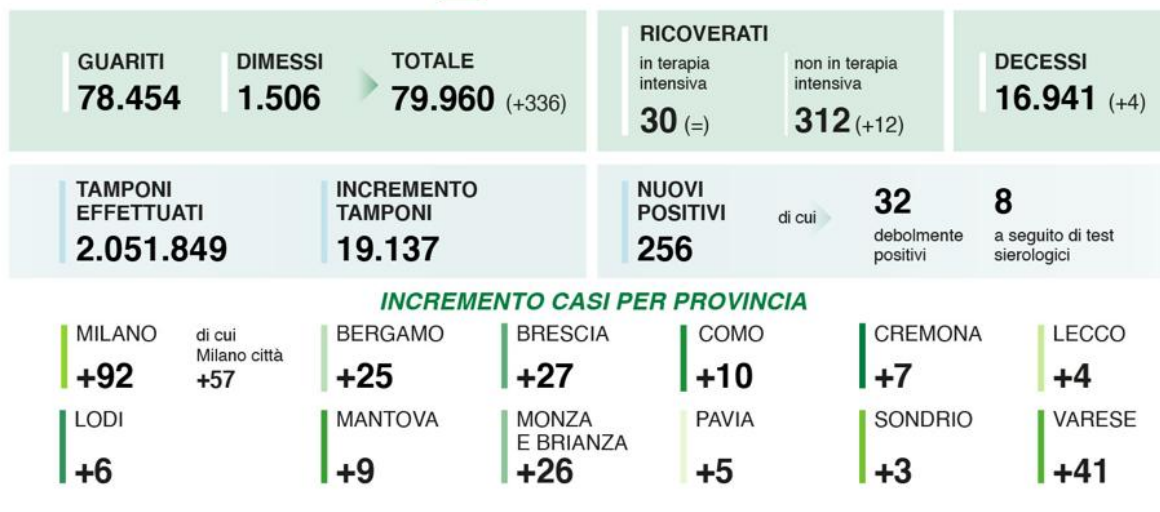 GUARITI
78.454
DIMESSI
1.506
TOTALE
79.960 (+336)
RICOVERATI
in terapia
intensiva
30 (=)
non in terapia
intensiva
312 (+12)
DECESSI
16.941 (+4)
TAMPONI
EFFETTUATI
2.051.849
INCREMENTO
TAMPONI
19.137
NUOVI
POSITIVI
256
di cui
32
debolmente
positivi
8
a seguito di test
sierologici
INCREMENTO CASI PER PROVINCIA
MILANO
+92
di cui
Milano città
+57
BERGAMO
+25
BRESCIA
+27
COMO
+10
CREMONA
+7
LECCO
+4
LODI
+6
MANTOVA
+9
MONZA
E BRIANZA
+26
PAVIA
+5
SONDRIO
+3
VARESE
+41